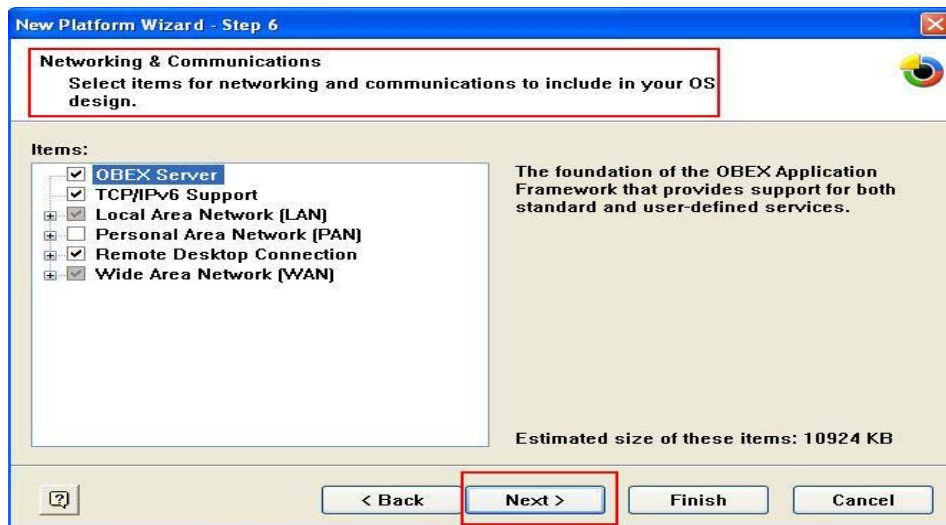 New Platform Wizard - Step 6
Networking & Communications
Select items for networking and communications to include in your OS
design.
Items:
OBEX Server
TCP/IPv6 Support
Local Area Network (LAN)
Personal Area Network (PAN)
Remote Desktop Connection
Wide Area Network (WAN)
The foundation of the OBEX Application
Framework that provides support for both
standard and user-defined services.
Estimated size of these items: 10924 KB
< Back
Next >
Finish
Cancel